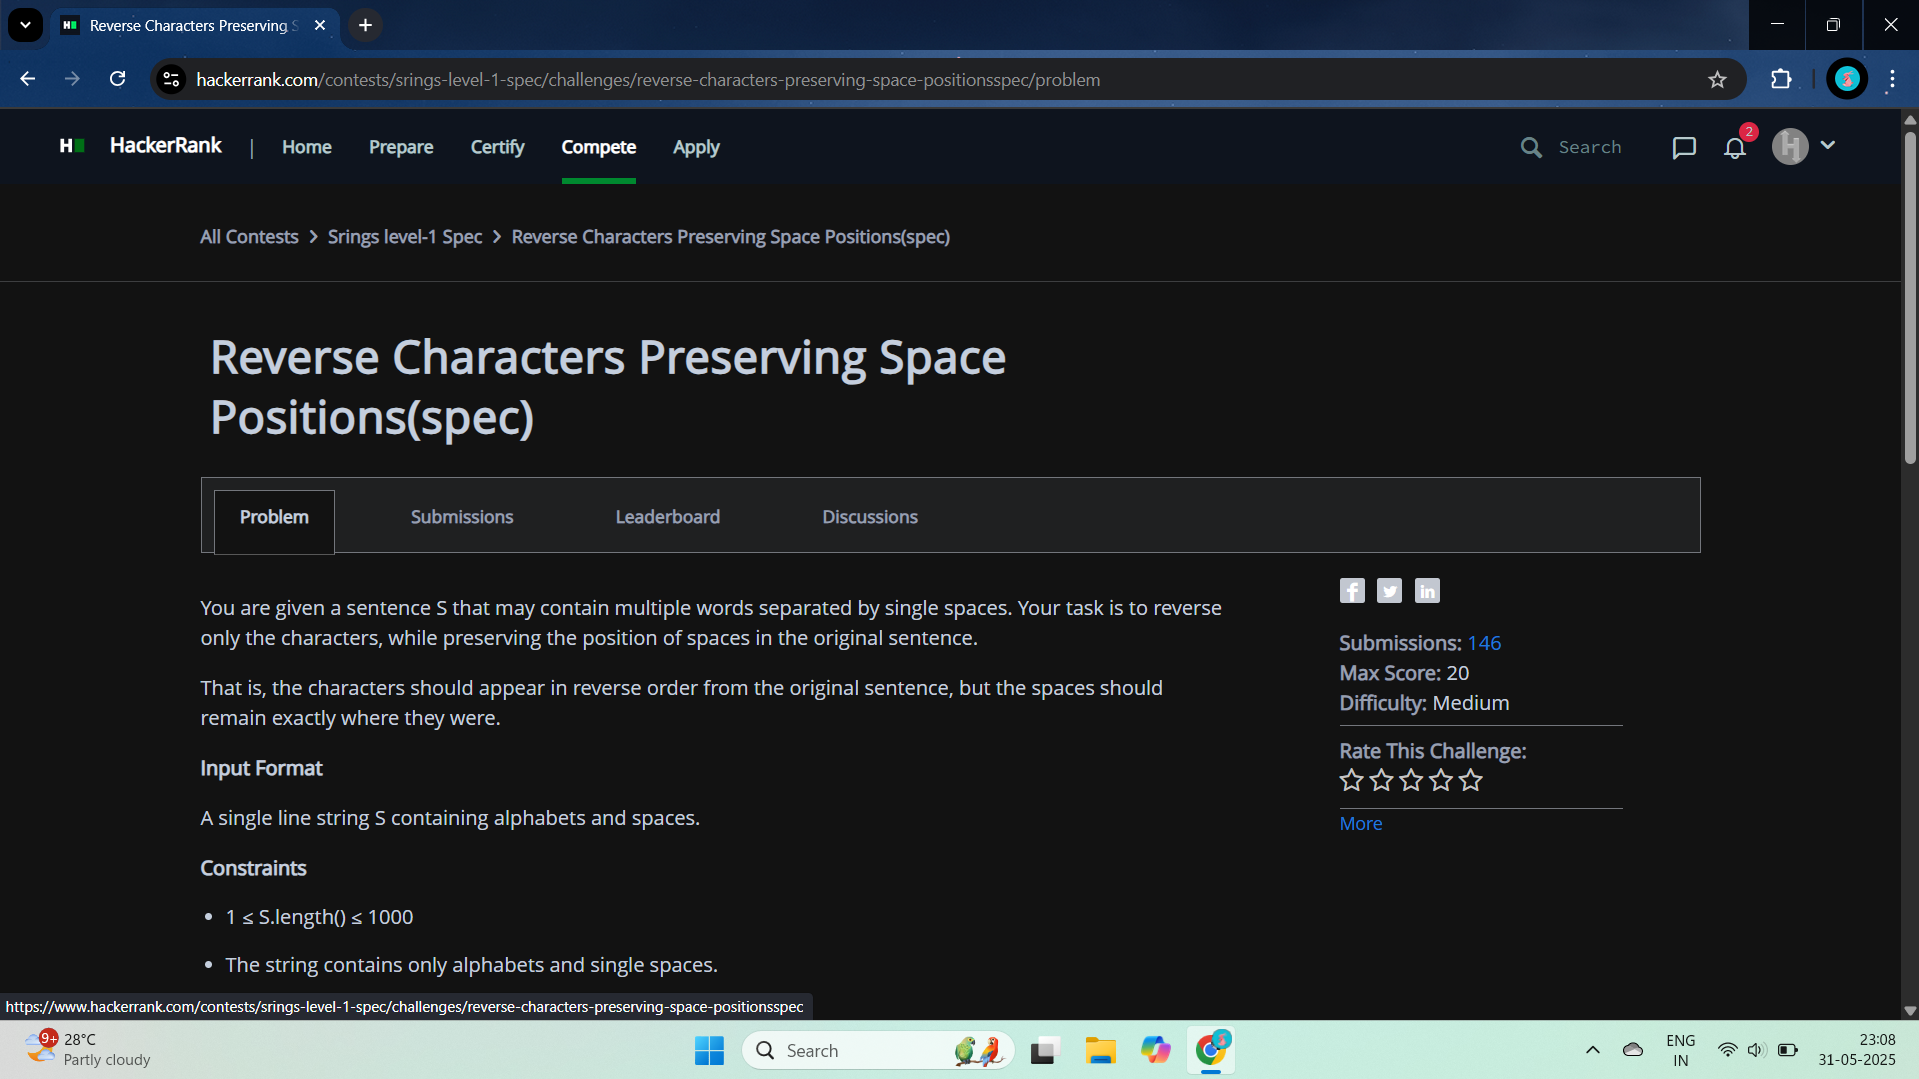 Reverse Characters Preserving S
hackerrank.com/contests/srings-level-1-spec/challenges/reverse-characters-preserving-space-positionsspec/problem
H HackerRank | Home Prepare Certify Compete Apply Search 2 H
All Contests > Srings level-1 Spec > Reverse Characters Preserving Space Positions(spec)
Reverse Characters Preserving Space
Positions(spec)
Problem Submissions Leaderboard Discussions
You are given a sentence S that may contain multiple words separated by single spaces. Your task is to reverse
only the characters, while preserving the position of spaces in the original sentence.
That is, the characters should appear in reverse order from the original sentence, but the spaces should
remain exactly where they were.
Input Format
A single line string S containing alphabets and spaces.
Constraints
• 1 ≤ S.length() ≤ 1000
• The string contains only alphabets and single spaces.
f in
Submissions: 146
Max Score: 20
Difficulty: Medium
Rate This Challenge:
More
https://www.hackerrank.com/contests/srings-level-1-spec/challenges/reverse-characters-preserving-space-positionsspec
9+ 28°C
Partly cloudy
Search
ENG
IN
23:08
31-05-2025